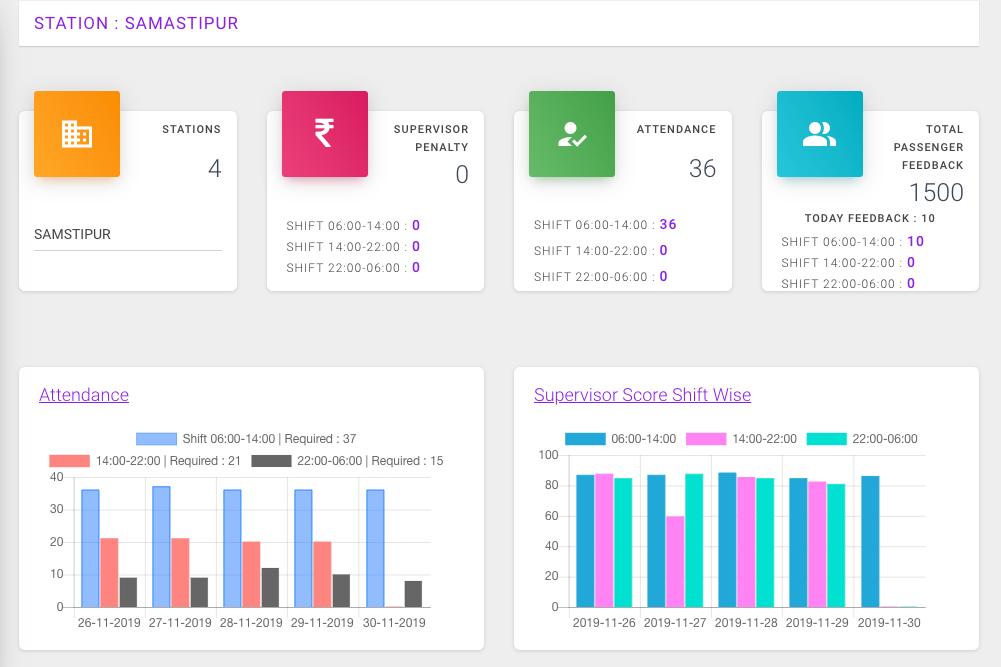 STATION : SAMASTIPUR
STATIONS
4
SAMSTIPUR
SUPERVISOR
PENALTY
0
SHIFT 06:00-14:00 : 0
SHIFT 14:00-22:00 : 0
SHIFT 22:00-06:00 : 0
ATTENDANCE
36
SHIFT 06:00-14:00 : 36
SHIFT 14:00-22:00 : 0
SHIFT 22:00-06:00 : 0
TOTAL
PASSENGER
FEEDBACK
1500
TODAY FEEDBACK : 10
SHIFT 06:00-14:00 : 10
SHIFT 14:00-22:00 : 0
SHIFT 22:00-06:00 : 0
Attendance
Shift 06:00-14:00 | Required : 37
14:00-22:00 | Required : 21 22:00-06:00 | Required : 15
40
30
20
10
0
26-11-2019 27-11-2019 28-11-2019 29-11-2019 30-11-2019
Supervisor Score Shift Wise
06:00-14:00 14:00-22:00 22:00-06:00
100
80
60
40
20
0
2019-11-26 2019-11-27 2019-11-28 2019-11-29 2019-11-30